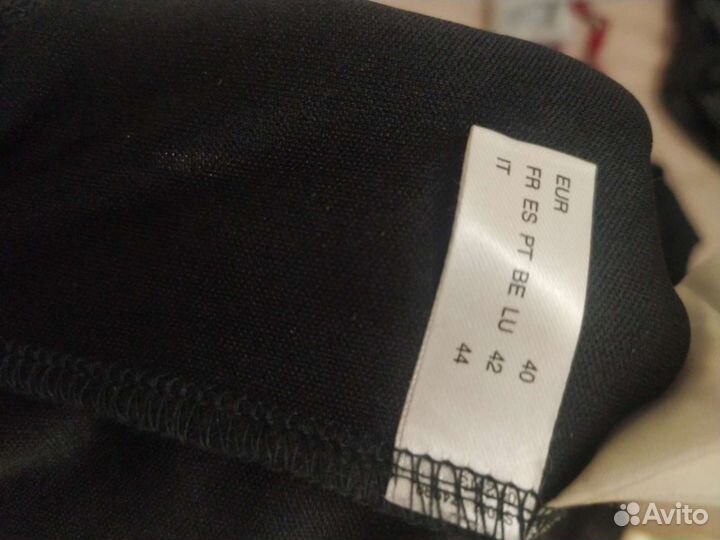 EUR 40
FR ES PT BE LU 42
IT 44
Avito